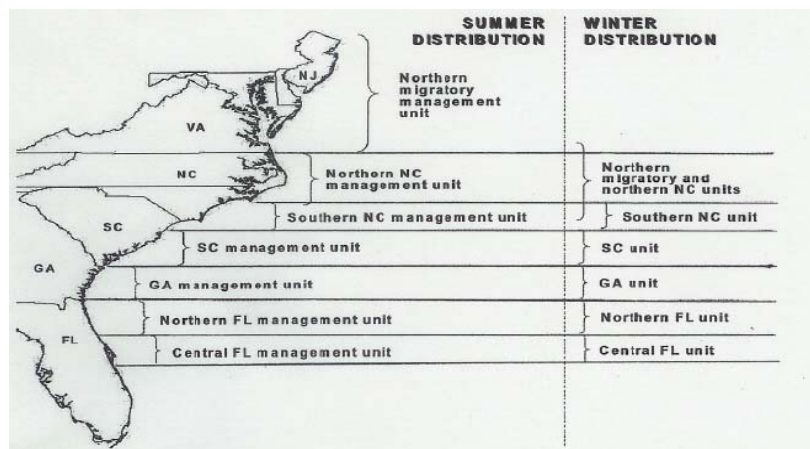 SUMMER
DISTRIBUTION
WINTER
DISTRIBUTION
NJ
Northern
migratory
management
unit
VA
NC
Northern NC
management unit
Northern
migratory and
northern NC units
Southern NC management unit
Southern NC unit
SC
SC management unit
SC unit
GA
GA management unit
GA unit
Northern FL management unit
Northern FL unit
FL
Central FL management unit
Central FL unit